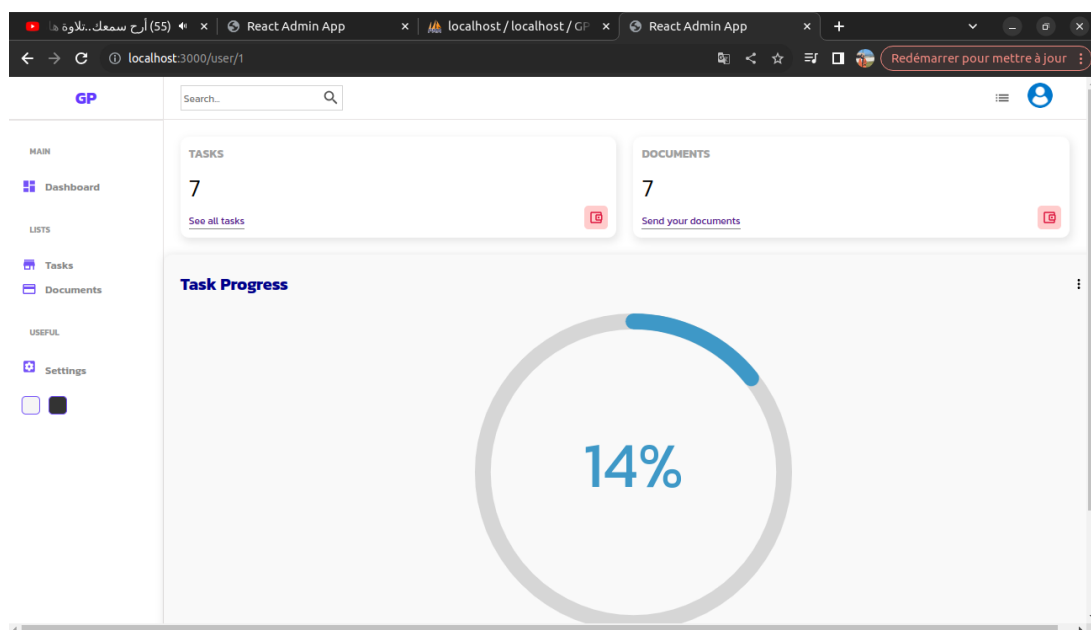 (55) أرح سمعك..تلاوة ها
React Admin App
localhost / localhost / GP
React Admin App
localhost:3000/user/1
Redémarrer pour mettre à jour
GP
Search..
MAIN
Dashboard
LISTS
Tasks
Documents
USEFUL
Settings
TASKS
7
See all tasks
DOCUMENTS
7
Send your documents
Task Progress
14%